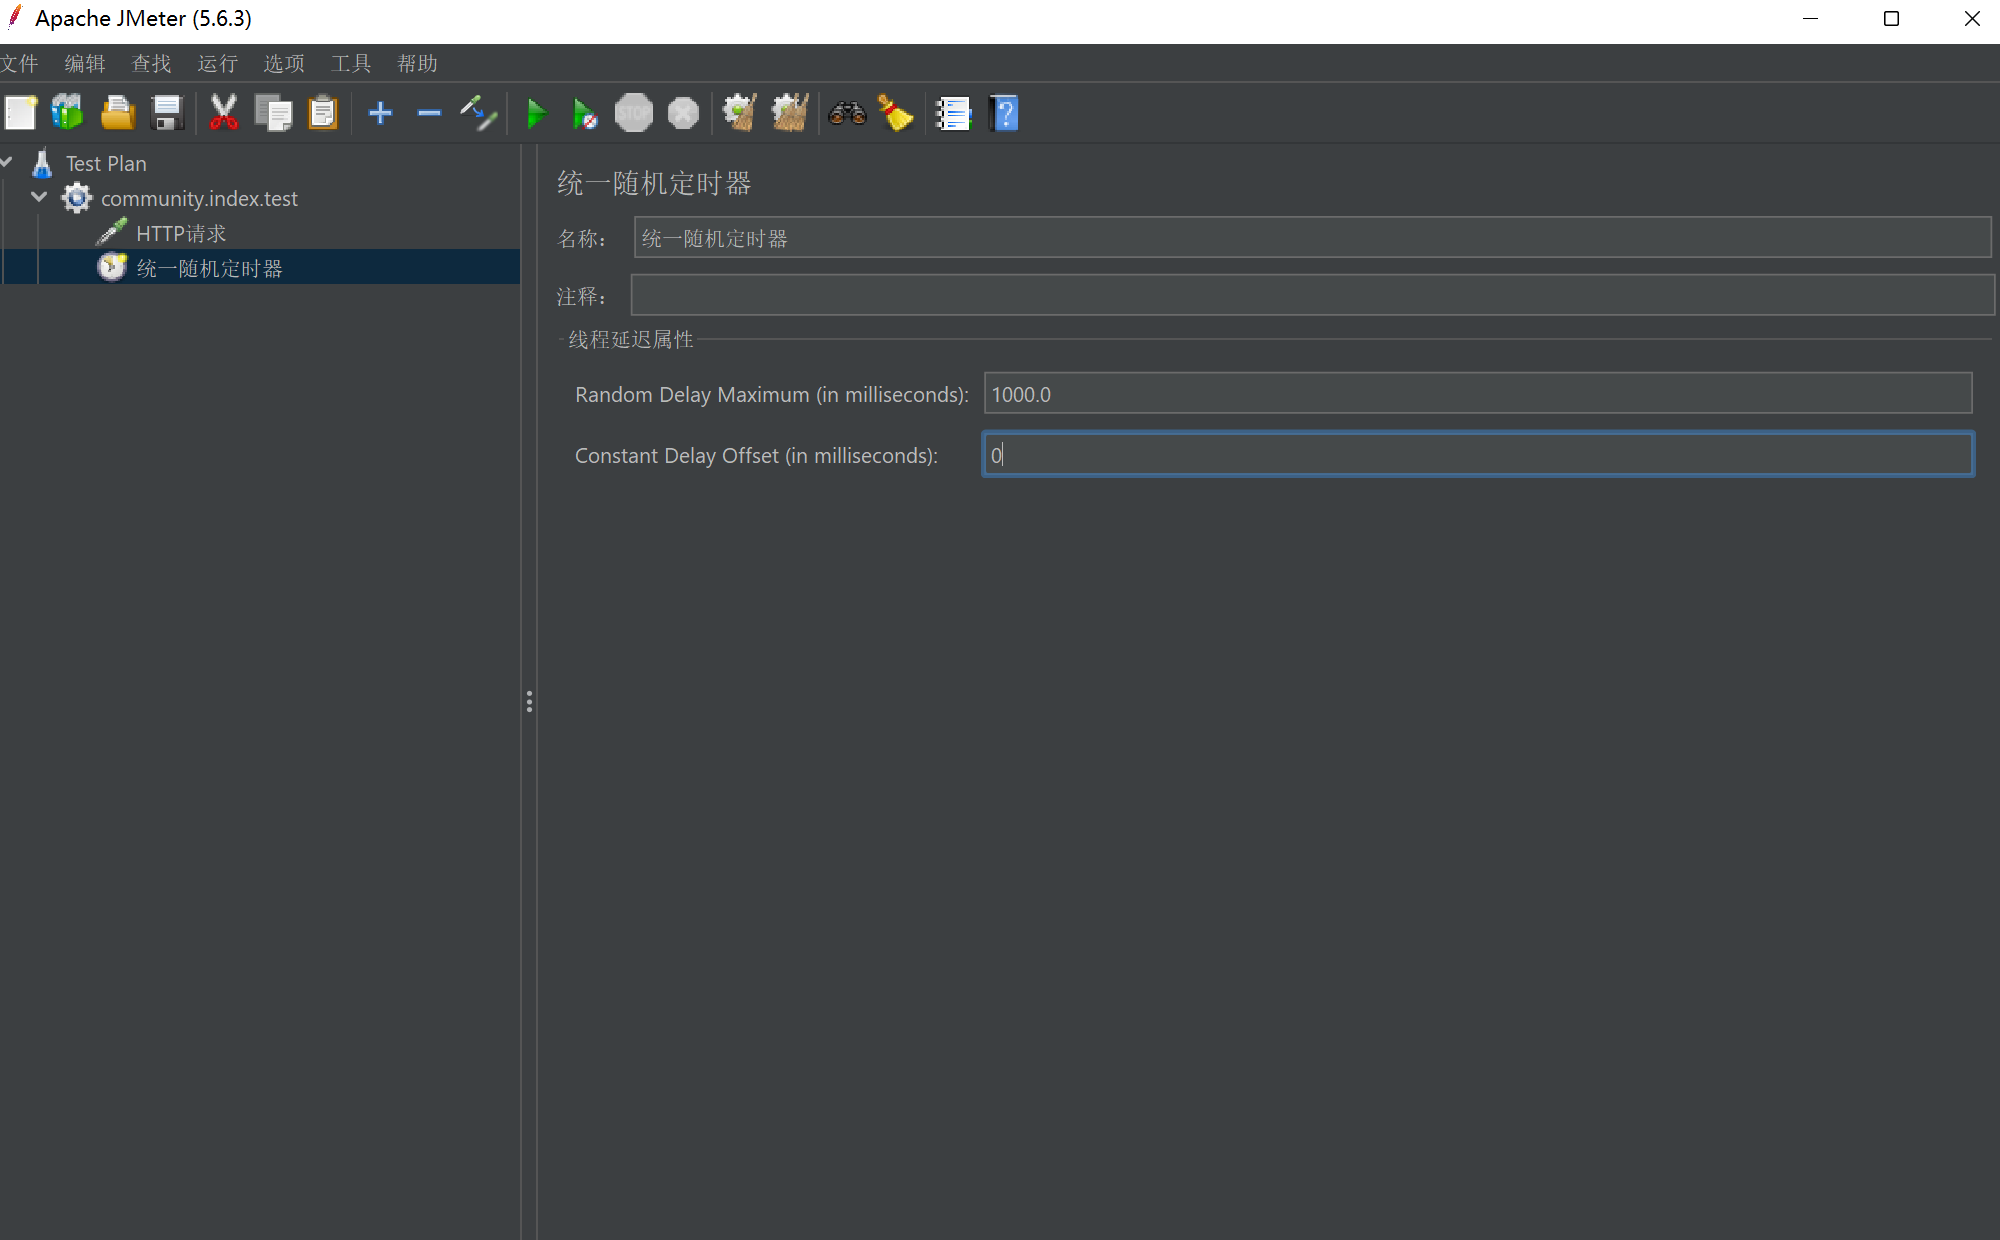 Apache JMeter (5.6.3)
文件 编辑 查找 运行 选项 工具 帮助
STOP
Test Plan
community.index.test
HTTP请求
统一随机定时器
统一随机定时器
名称： 统一随机定时器
注释：
线程延迟属性
Random Delay Maximum (in milliseconds): 1000.0
Constant Delay Offset (in milliseconds): 0